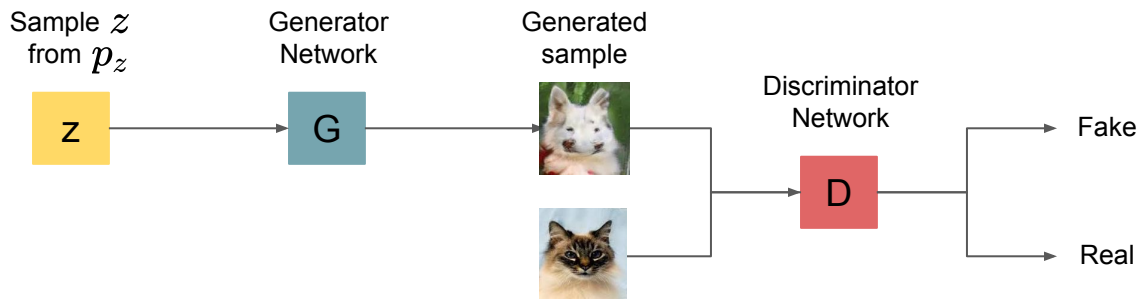 Sample z
from p_z
Generator
Network
Generated
sample
Discriminator
Network
z
G
D
Fake
Real